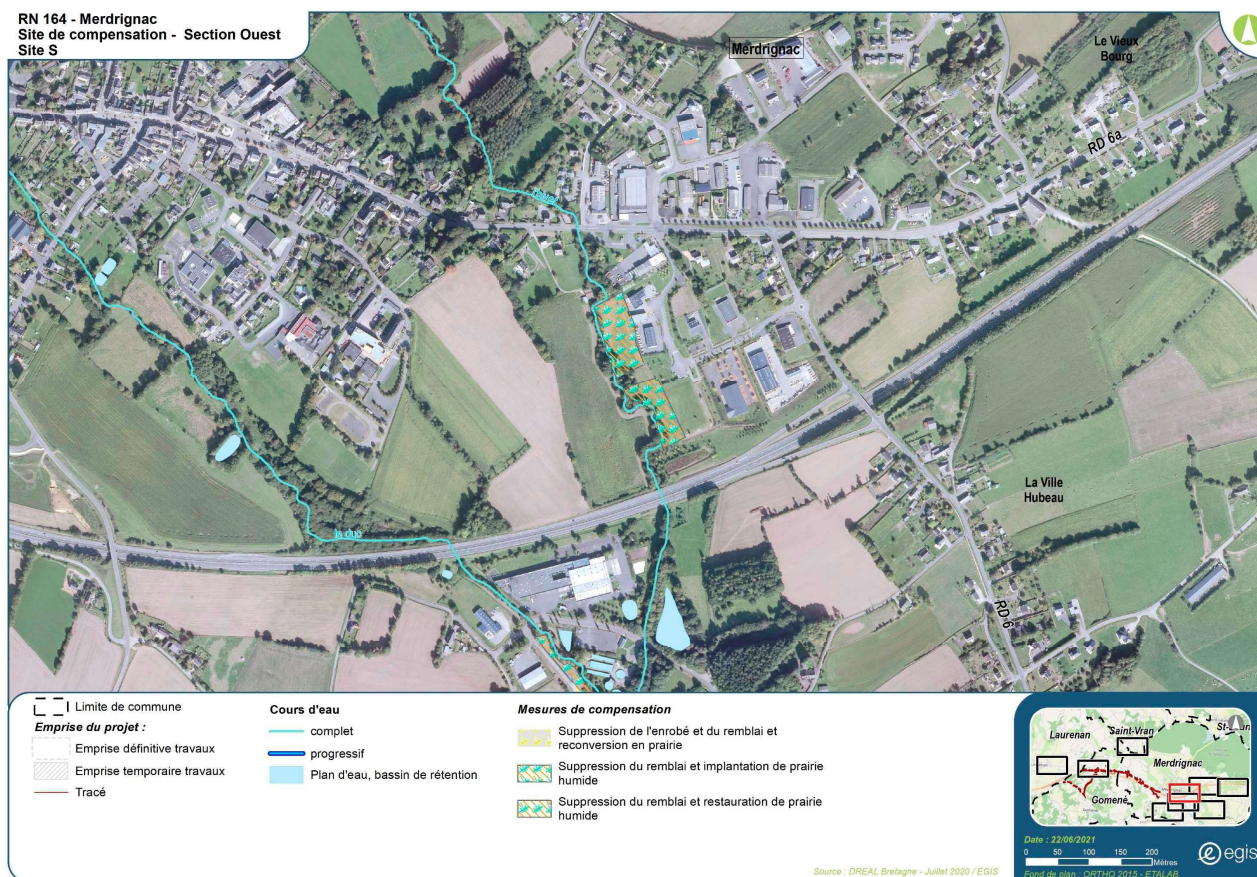 RN 164 - Merdrignac
Site de compensation - Section Ouest
Site S
Merdrignac
Le Vieux
Bourg
RD 6a
La Ville
Hubeau
la duc
RD 6
Limite de commune
Emprise du projet :
Emprise définitive travaux
Emprise temporaire travaux
Tracé
Cours d'eau
complet
progressif
Plan d'eau, bassin de rétention
Mesures de compensation
Suppression de l'enrobé et du remblai et
reconversion en prairie
Suppression du remblai et implantation de prairie
humide
Suppression du remblai et restauration de prairie
humide
Laurenan
Saint-Vran
Merdrignac
Gomené
Date : 22/06/2021
0 50 100 150 200
Mètres
egis
Source : DREAL Bretagne - Juillet 2020 / EGIS
Fond de plan : ORTHO 2015 - ETALAB